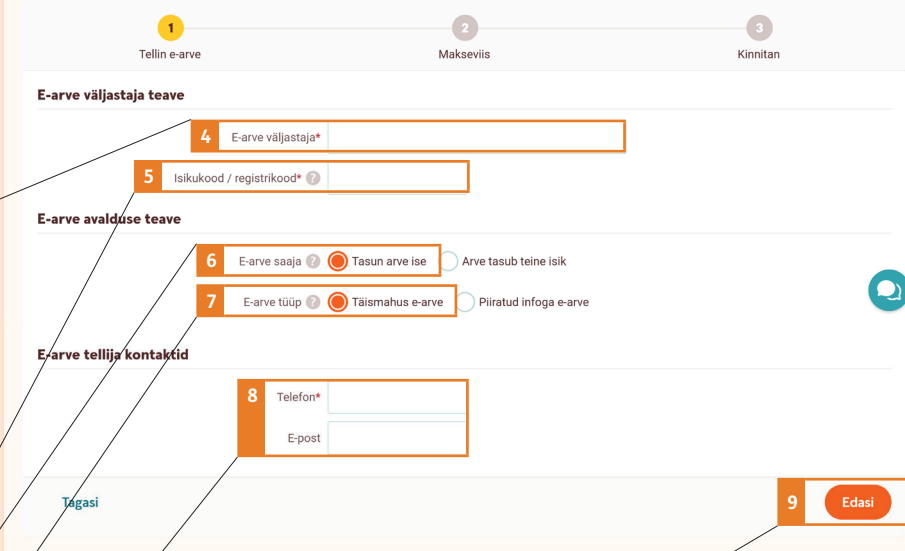 1 2 3
Tellin e-arve Makseviis Kinnitan
E-arve väljastaja teave
4 E-arve väljastaja*
5 Isikukood / registrikood* ?
E-arve avalduse teave
6 E-arve saaja ? Tasun arve ise Arve tasub teine isik
7 E-arve tüüp ? Täismahus e-arve Piiratud infoga e-arve
E-arve tellija kontaktid
8 Telefon*
E-post
Tagasi 9 Edasi